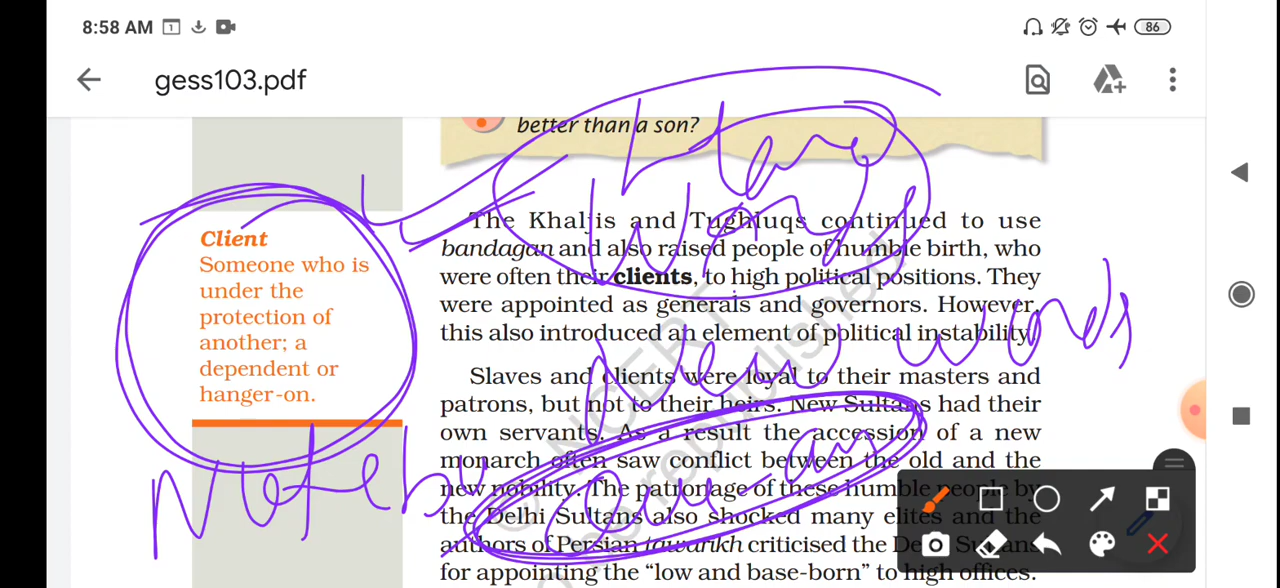 8:58 AM
86
gess103.pdf
better than a son?
The Khaljis and Tughluqs continued to use
bandagan and also raised people of humble birth, who
were often their clients, to high political positions. They
were appointed as generals and governors. However,
this also introduced an element of political instability.
Client
Someone who is
under the
protection of
another; a
dependent or
hanger-on.
Slaves and clients were loyal to their masters and
patrons, but not to their heirs. New Sultans had their
own servants. As a result the accession of a new
monarch often saw conflict between the old and the
new nobility. The patronage of these humble people by
the Delhi Sultans also shocked many elites and the
authors of Persian tawarikh criticised the Delhi Sultans
for appointing the “low and base-born” to high offices.
© NCERT
words